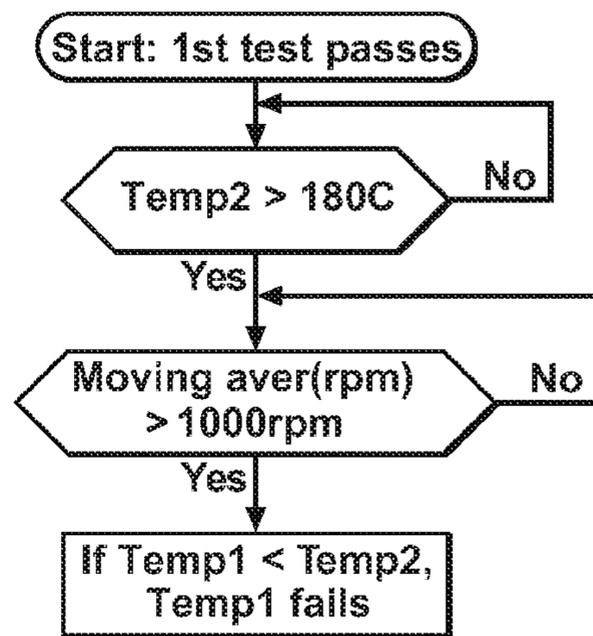 Start: 1st test passes
Temp2 > 180C
No
Yes
Moving aver(rpm)
> 1000rpm
No
Yes
If Temp1 < Temp2,
Temp1 fails